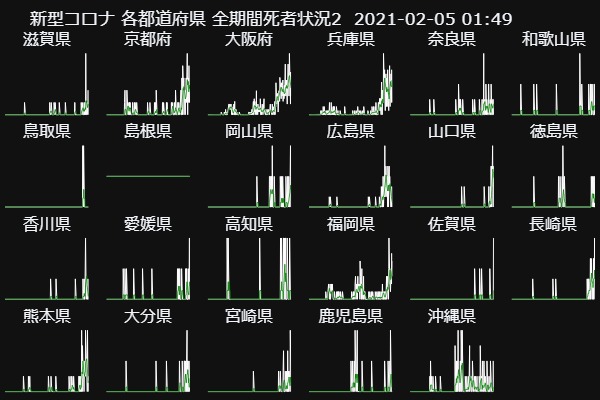 新型コロナ 各都道府県 全期間死者状況2 2021-02-05 01:49
滋賀県 京都府 大阪府 兵庫県 奈良県 和歌山県
鳥取県 島根県 岡山県 広島県 山口県 徳島県
香川県 愛媛県 高知県 福岡県 佐賀県 長崎県
熊本県 大分県 宮崎県 鹿児島県 沖縄県